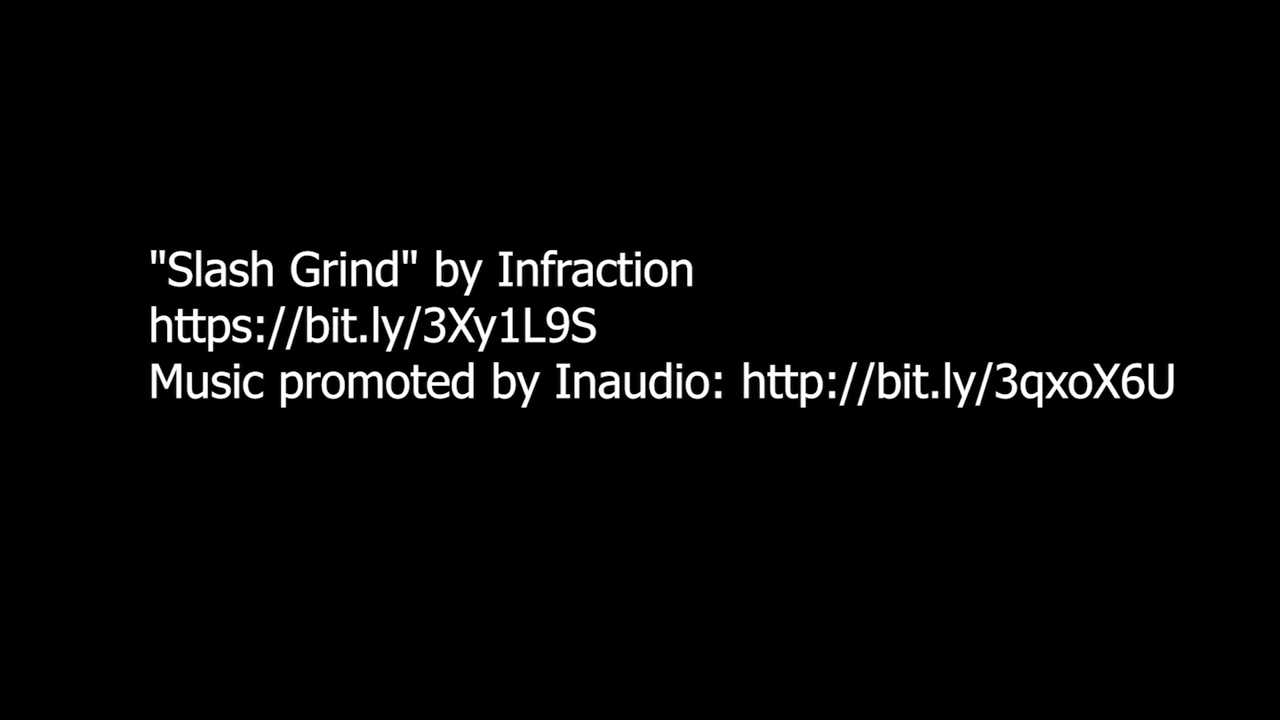 "Slash Grind" by Infraction
https://bit.ly/3Xy1L9S
Music promoted by Inaudio: http://bit.ly/3qxoX6U